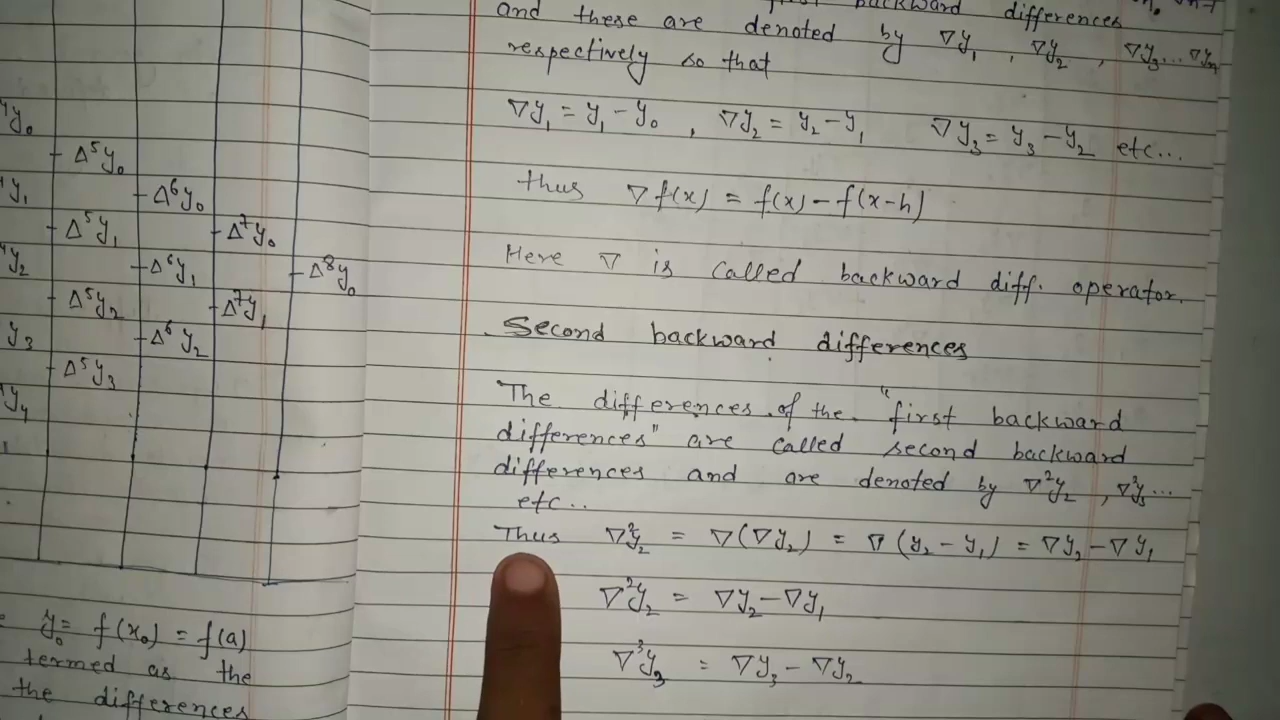 Δ⁵y₀
Δ⁶y₀
Δ⁵y₁
Δ⁷y₀
Δ⁶y₁
Δ⁸y₀
Δ⁵y₂
Δ⁷y₁
Δ⁶y₂
Δ⁵y₃
y₀ = f(x₀) = f(a)
termed as the
the differences
backward differences
and these are denoted by ∇y₁, ∇y₂, ∇y₃...∇yₙ
respectively so that
∇y₁ = y₁ - y₀, ∇y₂ = y₂ - y₁ ∇y₃ = y₃ - y₂ etc...
thus ∇f(x) = f(x) - f(x-h)
Here ∇ is called backward diff. operator.
Second backward differences
The differences of the "first backward
differences" are called second backward
differences and are denoted by ∇²y₂, ∇²y₃...
etc..
Thus ∇²y₂ = ∇(∇y₂) = ∇(y₂ - y₁) = ∇y₂ - ∇y₁
∇²y₂ = ∇y₂ - ∇y₁
∇³y₃ = ∇y₃ - ∇y₂